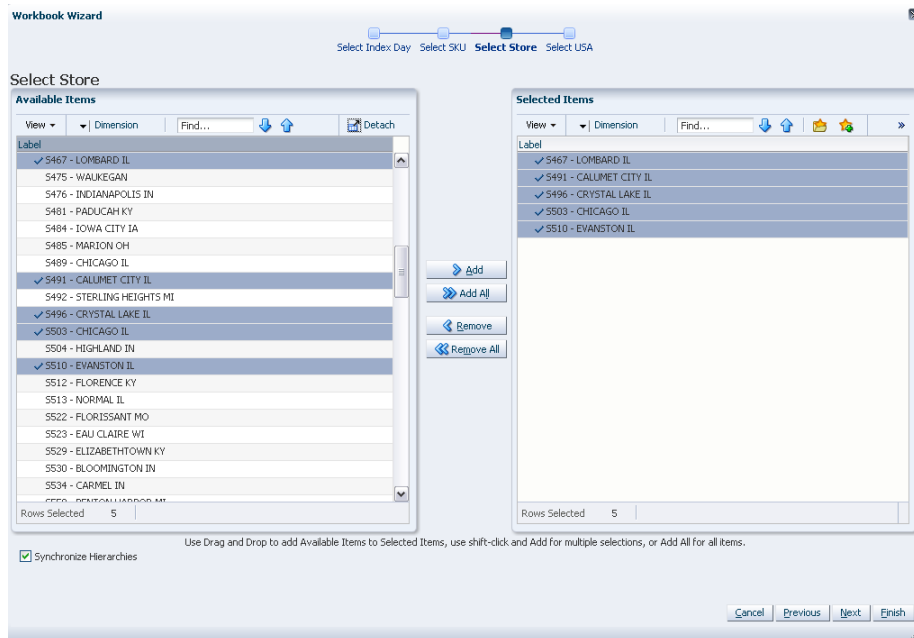 Workbook Wizard
Select Index Day Select SKU Select Store Select USA
Select Store
Available Items
View Dimension Find... Detach
Label
S467 - LOMBARD IL
S475 - WAUKEGAN
S476 - INDIANAPOLIS IN
S481 - PADUCAH KY
S484 - IOWA CITY IA
S485 - MARION OH
S489 - CHICAGO IL
S491 - CALUMET CITY IL
S492 - STERLING HEIGHTS MI
S496 - CRYSTAL LAKE IL
S503 - CHICAGO IL
S504 - HIGHLAND IN
S510 - EVANSTON IL
S512 - FLORENCE KY
S513 - NORMAL IL
S522 - FLORISSANT MO
S523 - EAU CLAIRE WI
S529 - ELIZABETHTOWN KY
S530 - BLOOMINGTON IN
S534 - CARMEL IN
BENTON HARBOR MI
Rows Selected 5
Add
Add All
Remove
Remove All
Selected Items
View Dimension Find... »
Label
S467 - LOMBARD IL
S491 - CALUMET CITY IL
S496 - CRYSTAL LAKE IL
S503 - CHICAGO IL
S510 - EVANSTON IL
Rows Selected 5
Use Drag and Drop to add Available Items to Selected Items, use shift-click and Add for multiple selections, or Add All for all items.
Synchronize Hierarchies
Cancel Previous Next Finish